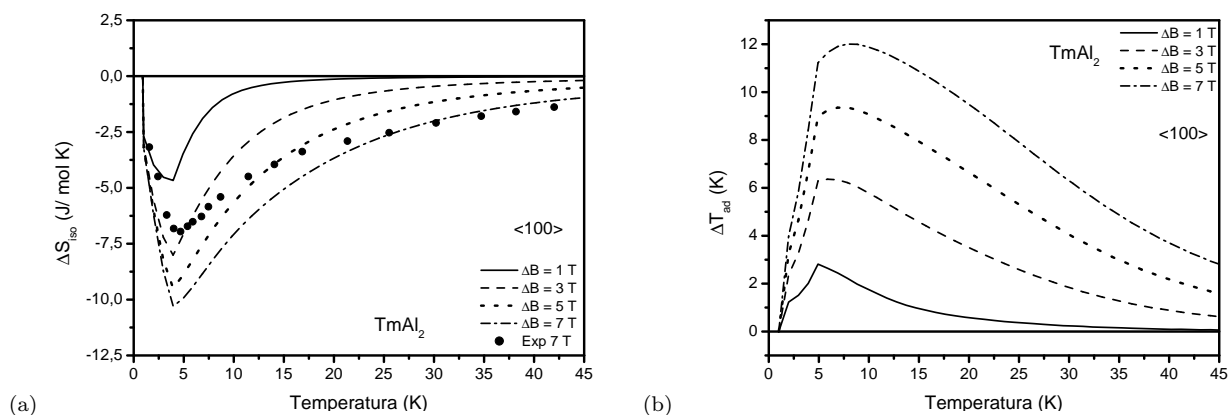 2,5
0,0
-2,5
-5,0
-7,5
-10,0
-12,5
ΔS_iso (J/ mol K)
<100>
ΔB = 1 T
ΔB = 3 T
ΔB = 5 T
ΔB = 7 T
Exp 7 T
TmAl₂
0 5 10 15 20 25 30 35 40 45
Temperatura (K)
(a)
12
10
8
6
4
2
0
ΔT_ad (K)
TmAl₂
ΔB = 1 T
ΔB = 3 T
ΔB = 5 T
ΔB = 7 T
<100>
0 5 10 15 20 25 30 35 40 45
Temperatura (K)
(b)